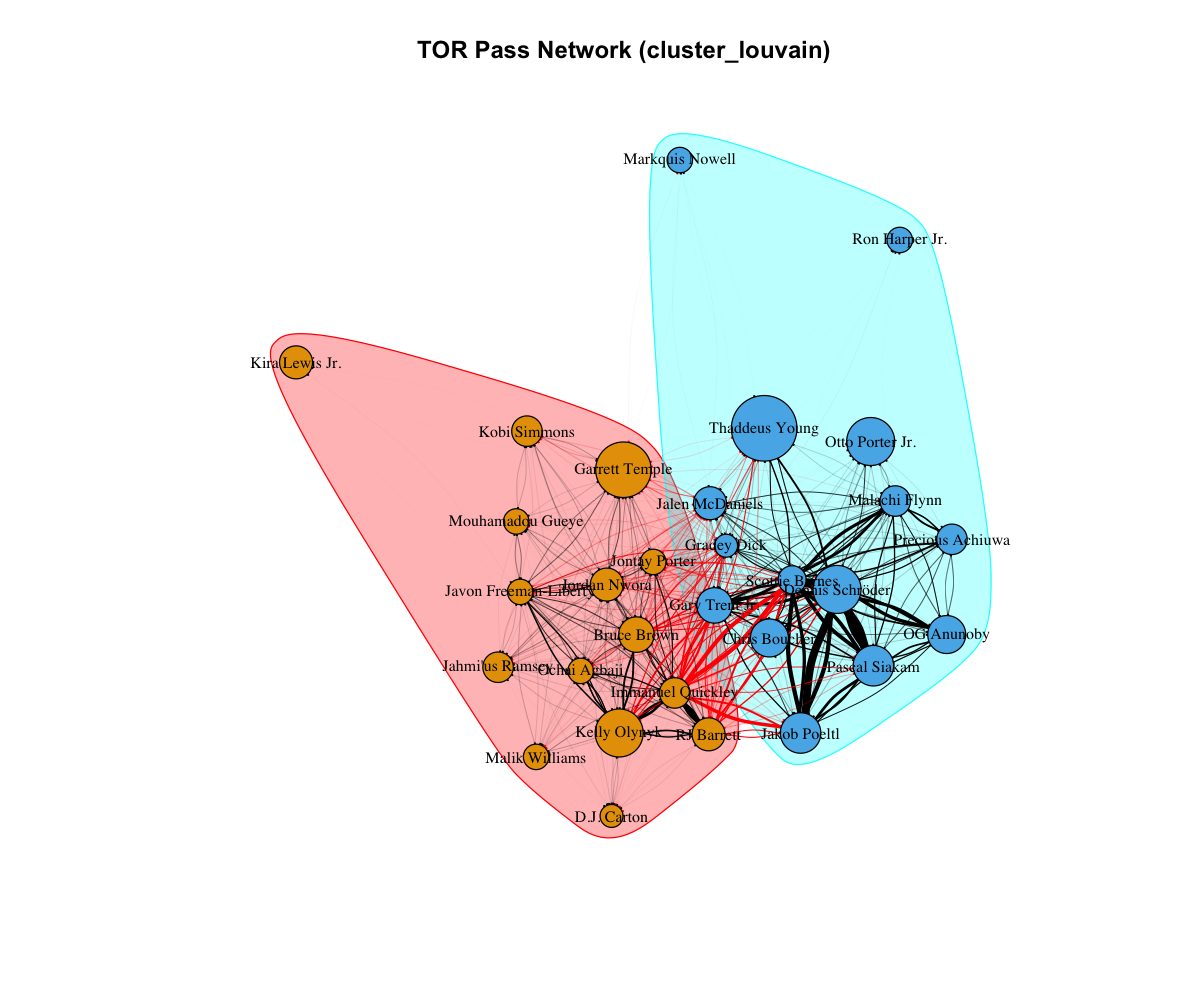 TOR Pass Network (cluster_louvain)
Markquis Nowell
Ron Harper Jr.
Kira Lewis Jr.
Thaddeus Young
Kobi Simmons
Otto Porter Jr.
Garrett Temple
Malachi Flynn
Jalen McDaniels
Mouhamadou Gueye
Precious Achiuwa
Gradey Dick
Jontay Porter
Scottie Barnes
Jordan Nwora
Dennis Schröder
Javon Freeman-Liberty
Gary Trent Jr.
OG Anunoby
Bruce Brown
Chris Boucher
Jahmi'us Ramsey
Pascal Siakam
Ochai Agbaji
Immanuel Quickley
Kelly Olynyk
Jakob Poeltl
RJ Barrett
Malik Williams
D.J. Carton